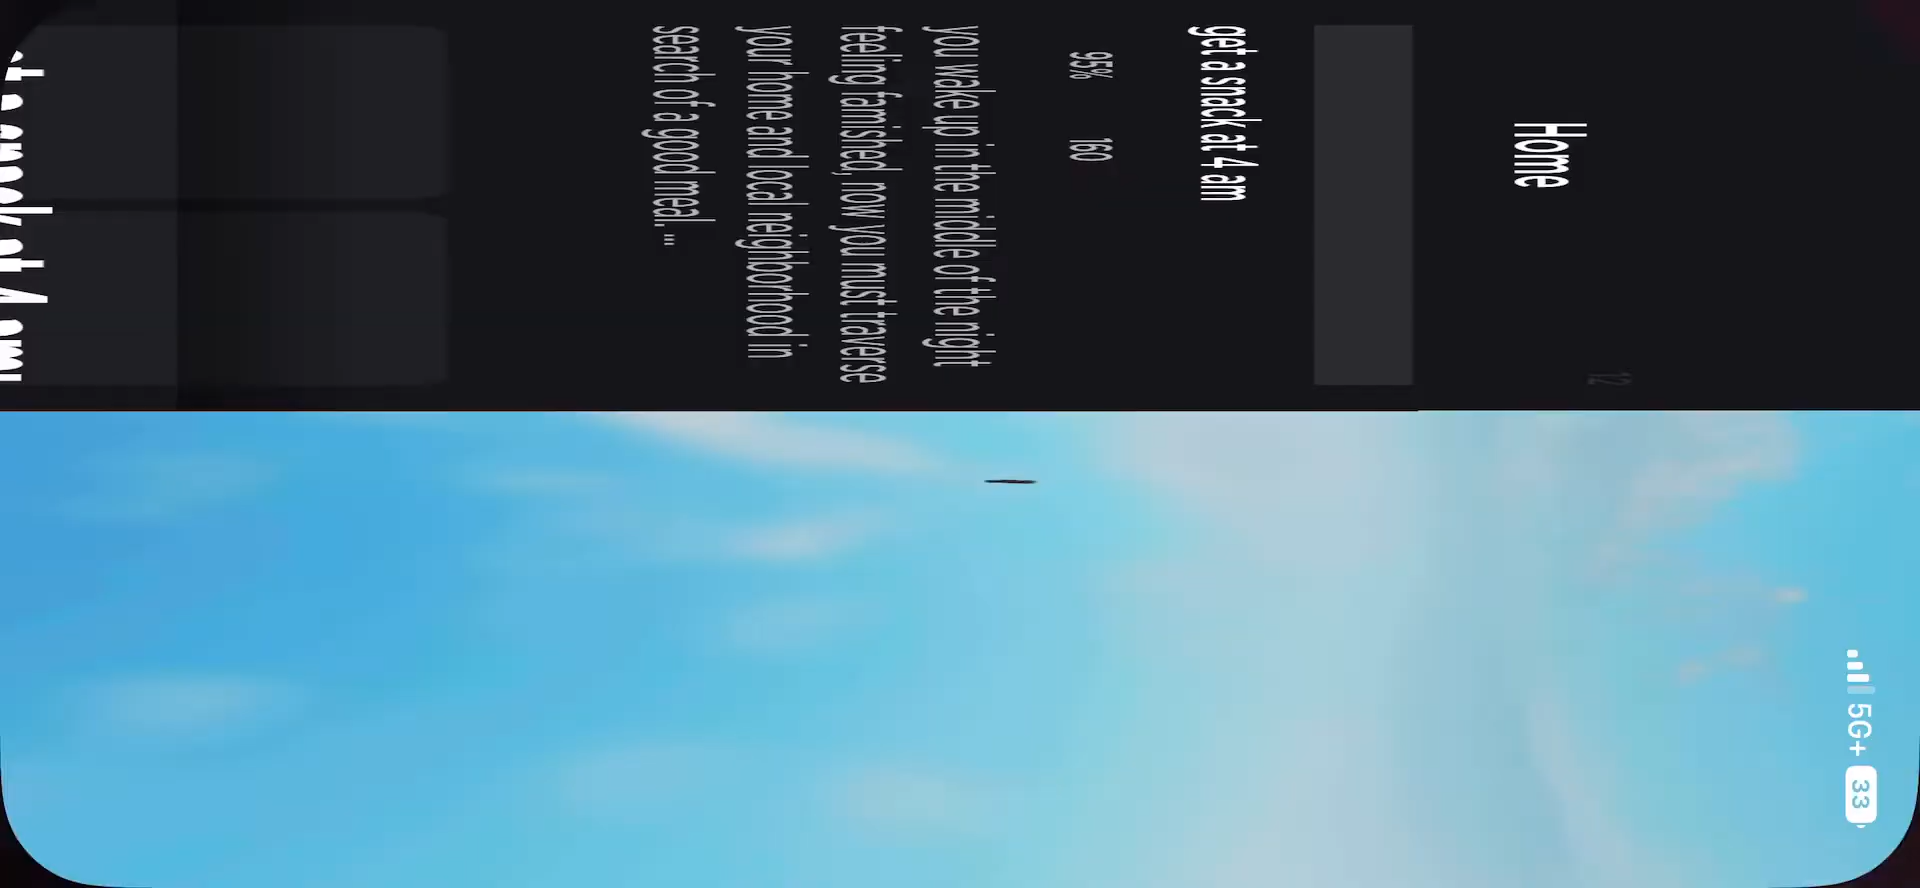 5G+ 33
12
Home
get a snack at 4 am
95% 160
you wake up in the middle of the night
feeling famished, now you must traverse
your home and local neighborhood in
search of a good meal. ...